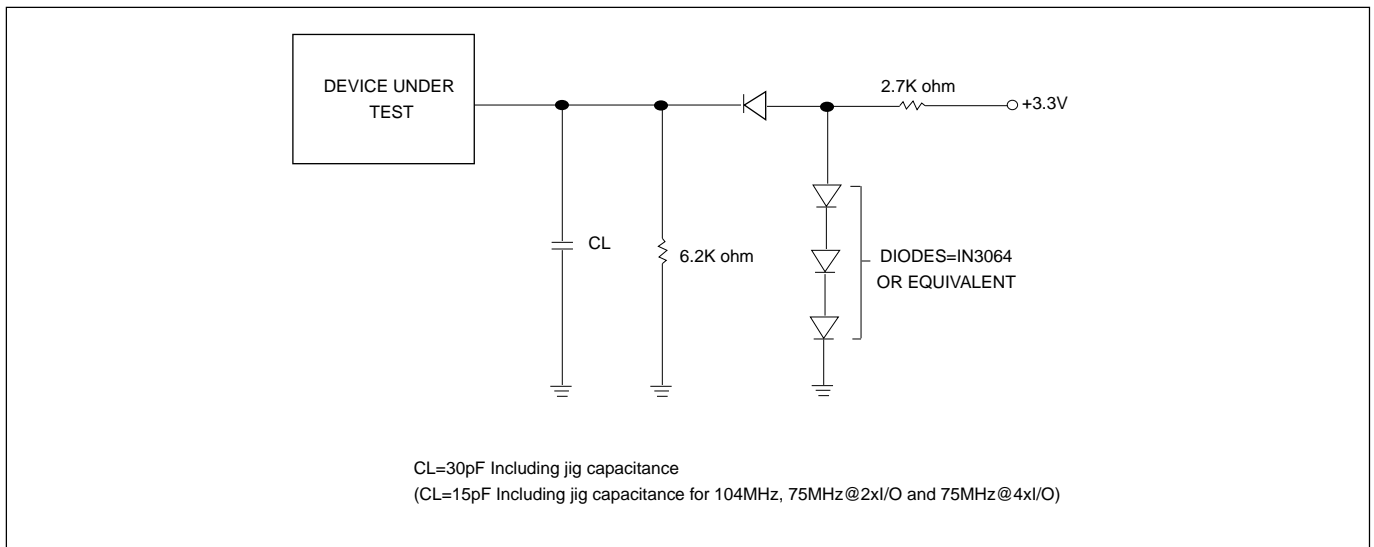 DEVICE UNDER
TEST
2.7K ohm
+3.3V
CL
6.2K ohm
DIODES=IN3064
OR EQUIVALENT
CL=30pF Including jig capacitance
(CL=15pF Including jig capacitance for 104MHz, 75MHz@2xI/O and 75MHz@4xI/O)